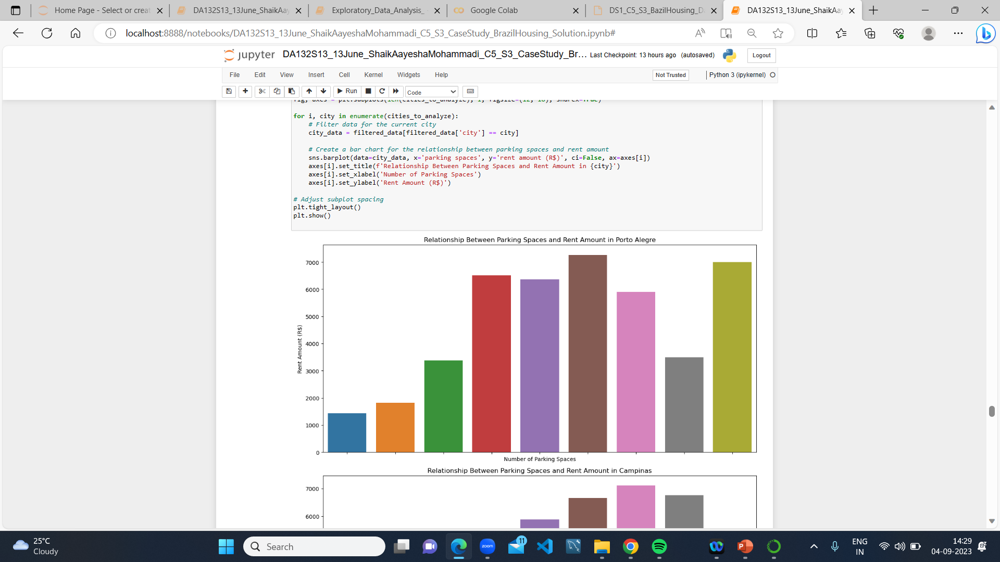 Home Page - Select or creat
DA132S13_13June_ShaikAay
Exploratory_Data_Analysis_
Google Colab
DS1_C5_S3_BazilHousing_D
DA132S13_13June_ShaikAay
localhost:8888/notebooks/DA132S13_13June_ShaikAayeshaMohammadi_C5_S3_CaseStudy_BrazilHousing_Solution.ipynb#
jupyter DA132S13_13June_ShaikAayeshaMohammadi_C5_S3_CaseStudy_Br... Last Checkpoint: 13 hours ago (autosaved) Logout
File Edit View Insert Cell Kernel Widgets Help Not Trusted Python 3 (ipykernel)
Run Code
fig, axes = plt.subplots(len(cities_to_analyze), 1, figsize=(12, 18), sharex=True)
for i, city in enumerate(cities_to_analyze):
# Filter data for the current city
city_data = filtered_data[filtered_data['city'] == city]
# Create a bar chart for the relationship between parking spaces and rent amount
sns.barplot(data=city_data, x='parking spaces', y='rent amount (R$)', ci=False, ax=axes[i])
axes[i].set_title(f'Relationship Between Parking Spaces and Rent Amount in {city}')
axes[i].set_xlabel('Number of Parking Spaces')
axes[i].set_ylabel('Rent Amount (R$)')
# Adjust subplot spacing
plt.tight_layout()
plt.show()
Relationship Between Parking Spaces and Rent Amount in Porto Alegre
7000
6000
5000
4000
3000
2000
1000
0
Rent Amount (R$)
Number of Parking Spaces
Relationship Between Parking Spaces and Rent Amount in Campinas
7000
6000
25°C
Cloudy
Search
zoom
11
ENG
IN
14:29
04-09-2023